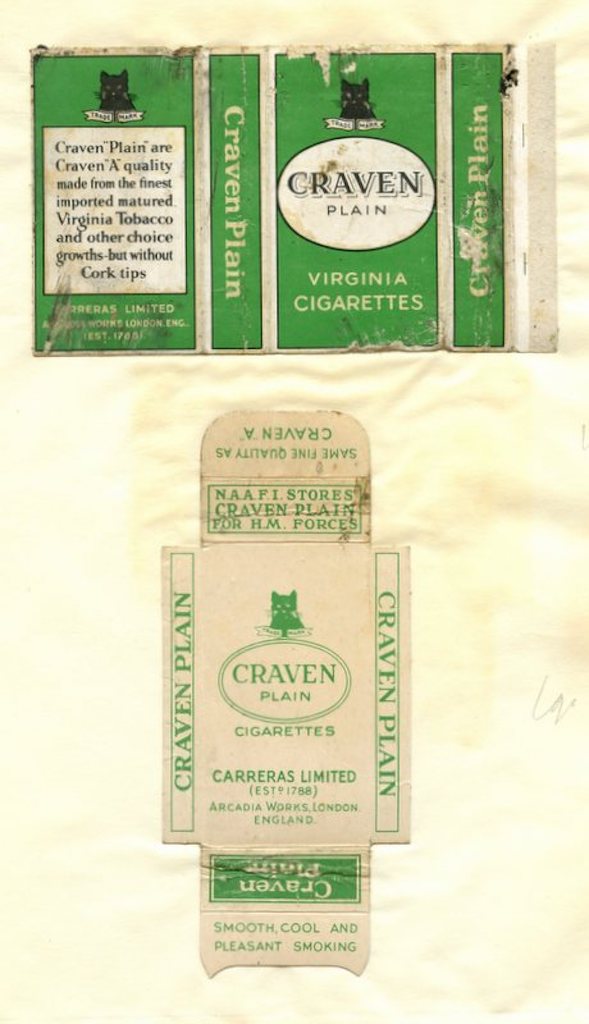 TRADE MARK
Craven "Plain" are
Craven "A" quality
made from the finest
imported matured
Virginia Tobacco
and other choice
growths-but without
Cork tips
CARRERAS LIMITED
WORKS LONDON, ENG.
(EST. 1788)
Craven Plain
TRADE MARK
CRAVEN
PLAIN
VIRGINIA
CIGARETTES
Craven Plain
SAME FINE QUALITY AS
CRAVEN "A"
N.A.A.F.I. STORES
CRAVEN PLAIN
FOR H.M. FORCES
CRAVEN PLAIN
TRADE MARK
CRAVEN
PLAIN
CIGARETTES
CARRERAS LIMITED
(ESTD 1788)
ARCADIA WORKS, LONDON.
ENGLAND.
CRAVEN PLAIN
Craven
Plain
SMOOTH, COOL AND
PLEASANT SMOKING